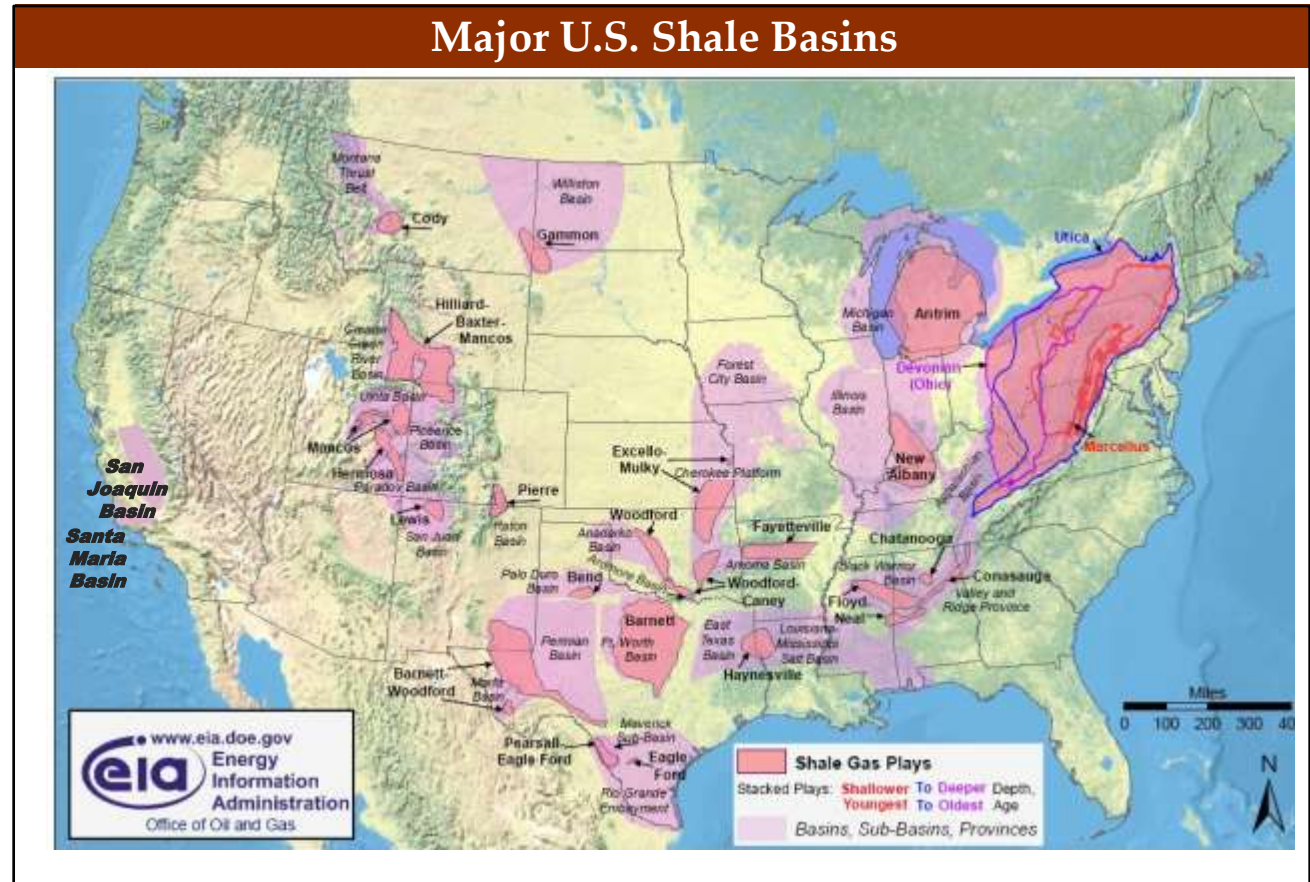 Major U.S. Shale Basins
Montana
Thrust
Belt
Cody
Williston
Basin
Gammon
Hilliard-
Baxter-
Mancos
Greater
Green
River
Basin
Uinta Basin
Mancos
Piceance
Basin
Hermosa
Paradox Basin
Lewis
San Juan
Basin
Pierre
Raton
Basin
San
Joaquin
Basin
Santa
Maria
Basin
Utica
Antrim
Michigan
Basin
Devonian
(Ohio)
Marcellus
Forest
City Basin
Illinois
Basin
New
Albany
Appalachian
Basin
Excello-
Mulky
Cherokee Platform
Woodford
Anadarko
Basin
Ardmore Basin
Fayetteville
Arkoma Basin
Chatanooga
Black Warrior
Basin
Conasauga
Valley and
Ridge Province
Floyd-
Neal
Palo Duro
Basin
Bend
Woodford-
Caney
Barnett
Ft. Worth
Basin
Permian
Basin
East
Texas
Basin
Louisiana-
Mississippi
Salt Basin
Haynesville
Barnett-
Woodford
Marfa
Basin
Maverick
Sub-Basin
Pearsall-
Eagle Ford
Eagle
Ford
Rio Grande
Embayment
Miles
0 100 200 300 40
N
www.eia.doe.gov
eia
Energy
Information
Administration
Office of Oil and Gas
Shale Gas Plays
Stacked Plays: Shallower To Deeper Depth,
Youngest To Oldest Age
Basins, Sub-Basins, Provinces